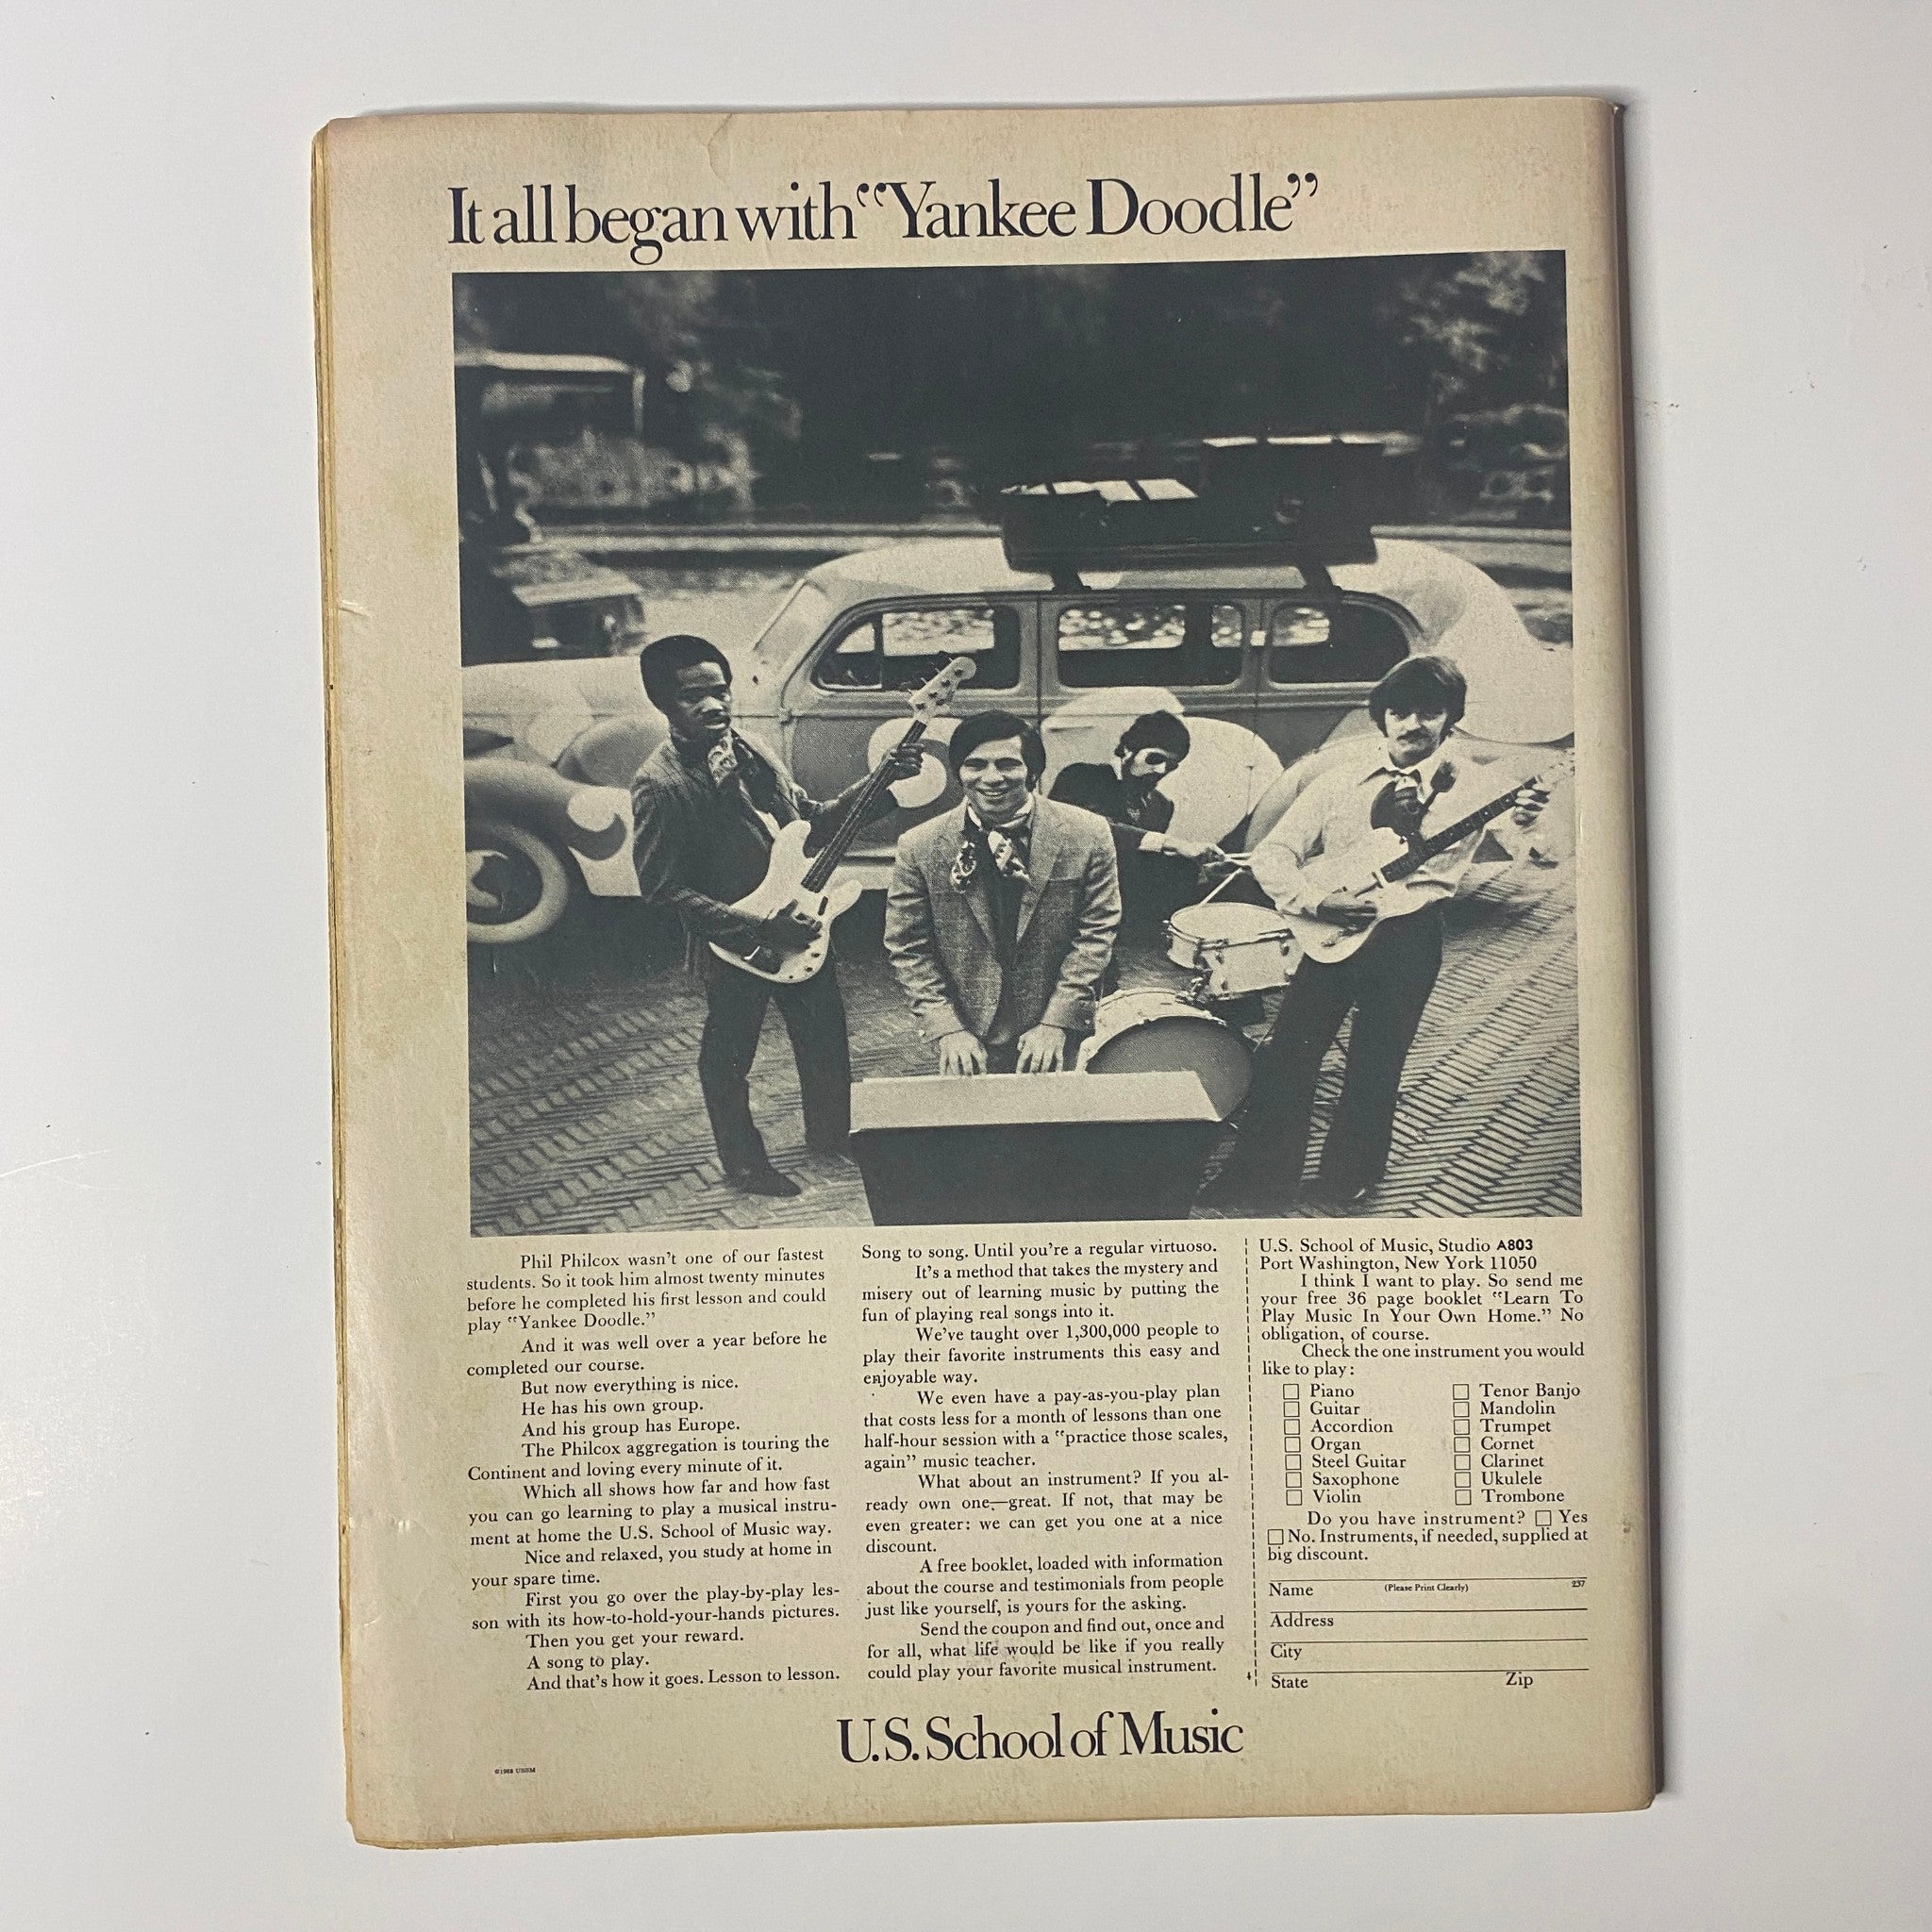 It all began with “Yankee Doodle”
Phil Philcox wasn’t one of our fastest
students. So it took him almost twenty minutes
before he completed his first lesson and could
play “Yankee Doodle.”
And it was well over a year before he
completed our course.
But now everything is nice.
He has his own group.
And his group has Europe.
The Philcox aggregation is touring the
Continent and loving every minute of it.
Which all shows how far and how fast
you can go learning to play a musical instru-
ment at home the U.S. School of Music way.
Nice and relaxed, you study at home in
your spare time.
First you go over the play-by-play les-
son with its how-to-hold-your-hands pictures.
Then you get your reward.
A song to play.
And that’s how it goes. Lesson to lesson.
Song to song. Until you’re a regular virtuoso.
It’s a method that takes the mystery and
misery out of learning music by putting the
fun of playing real songs into it.
We’ve taught over 1,300,000 people to
play their favorite instruments this easy and
enjoyable way.
We even have a pay-as-you-play plan
that costs less for a month of lessons than one
half-hour session with a “practice those scales,
again” music teacher.
What about an instrument? If you al-
ready own one—great. If not, that may be
even greater: we can get you one at a nice
discount.
A free booklet, loaded with information
about the course and testimonials from people
just like yourself, is yours for the asking.
Send the coupon and find out, once and
for all, what life would be like if you really
could play your favorite musical instrument.
U.S. School of Music, Studio A803
Port Washington, New York 11050
I think I want to play. So send me
your free 36 page booklet “Learn To
Play Music In Your Own Home.” No
obligation, of course.
Check the one instrument you would
like to play:
☐ Piano ☐ Tenor Banjo
☐ Guitar ☐ Mandolin
☐ Accordion ☐ Trumpet
☐ Organ ☐ Cornet
☐ Steel Guitar ☐ Clarinet
☐ Saxophone ☐ Ukulele
☐ Violin ☐ Trombone
Do you have instrument? ☐ Yes
☐ No. Instruments, if needed, supplied at
big discount.
Name (Please Print Clearly) 237
Address
City
State Zip
U.S. School of Music
©1968 USSM